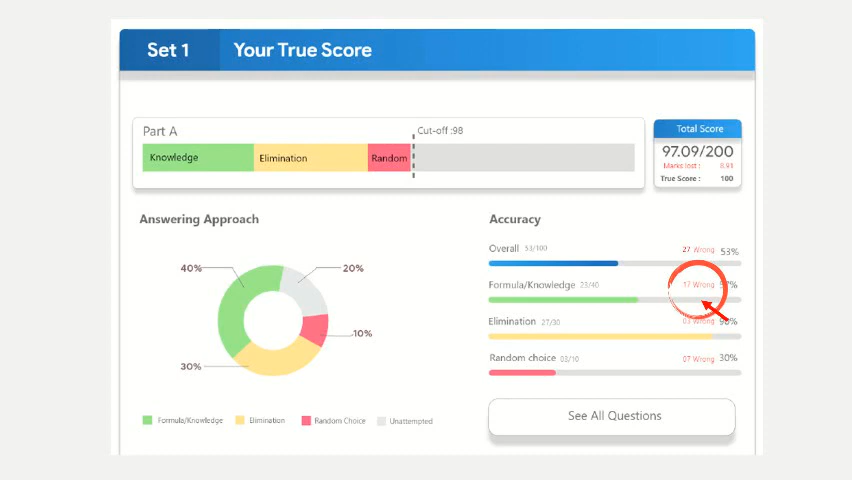 Set 1 Your True Score
Part A
Cut-off :98
Knowledge Elimination Random
Total Score
97.09/200
Marks lost : 8.91
True Score : 100
Answering Approach
40%
20%
10%
30%
Formula/Knowledge Elimination Random Choice Unattempted
Accuracy
Overall 53/100 27 Wrong 53%
Formula/Knowledge 23/40 17 Wrong
Elimination 27/30 03 Wrong
Random choice 03/10 07 Wrong 30%
See All Questions